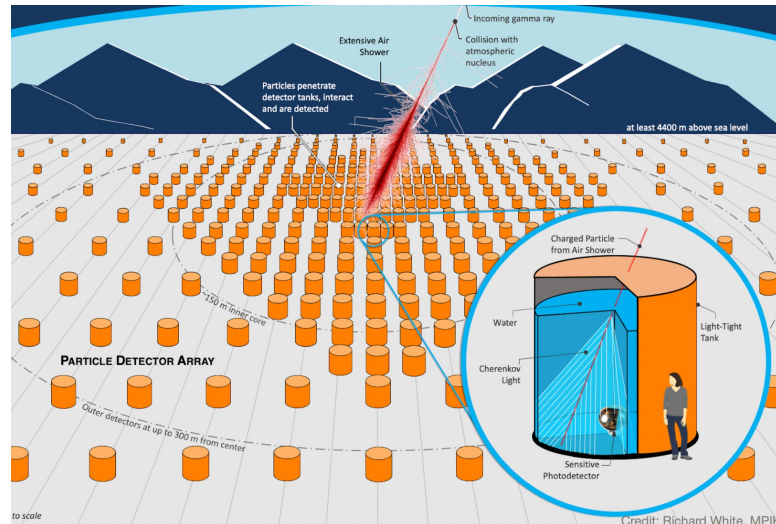 Incoming gamma ray
Collision with
atmospheric
nucleus
Extensive Air
Shower
Particles penetrate
detector tanks, interact
and are detected
at least 4400 m above sea level
Charged Particle
from Air Shower
150 m inner core
Water
Light-Tight
Tank
PARTICLE DETECTOR ARRAY
Cherenkov
Light
Outer detectors at up to 300 m from center
Sensitive
Photodetector
to scale
Credit: Richard White, MPIK